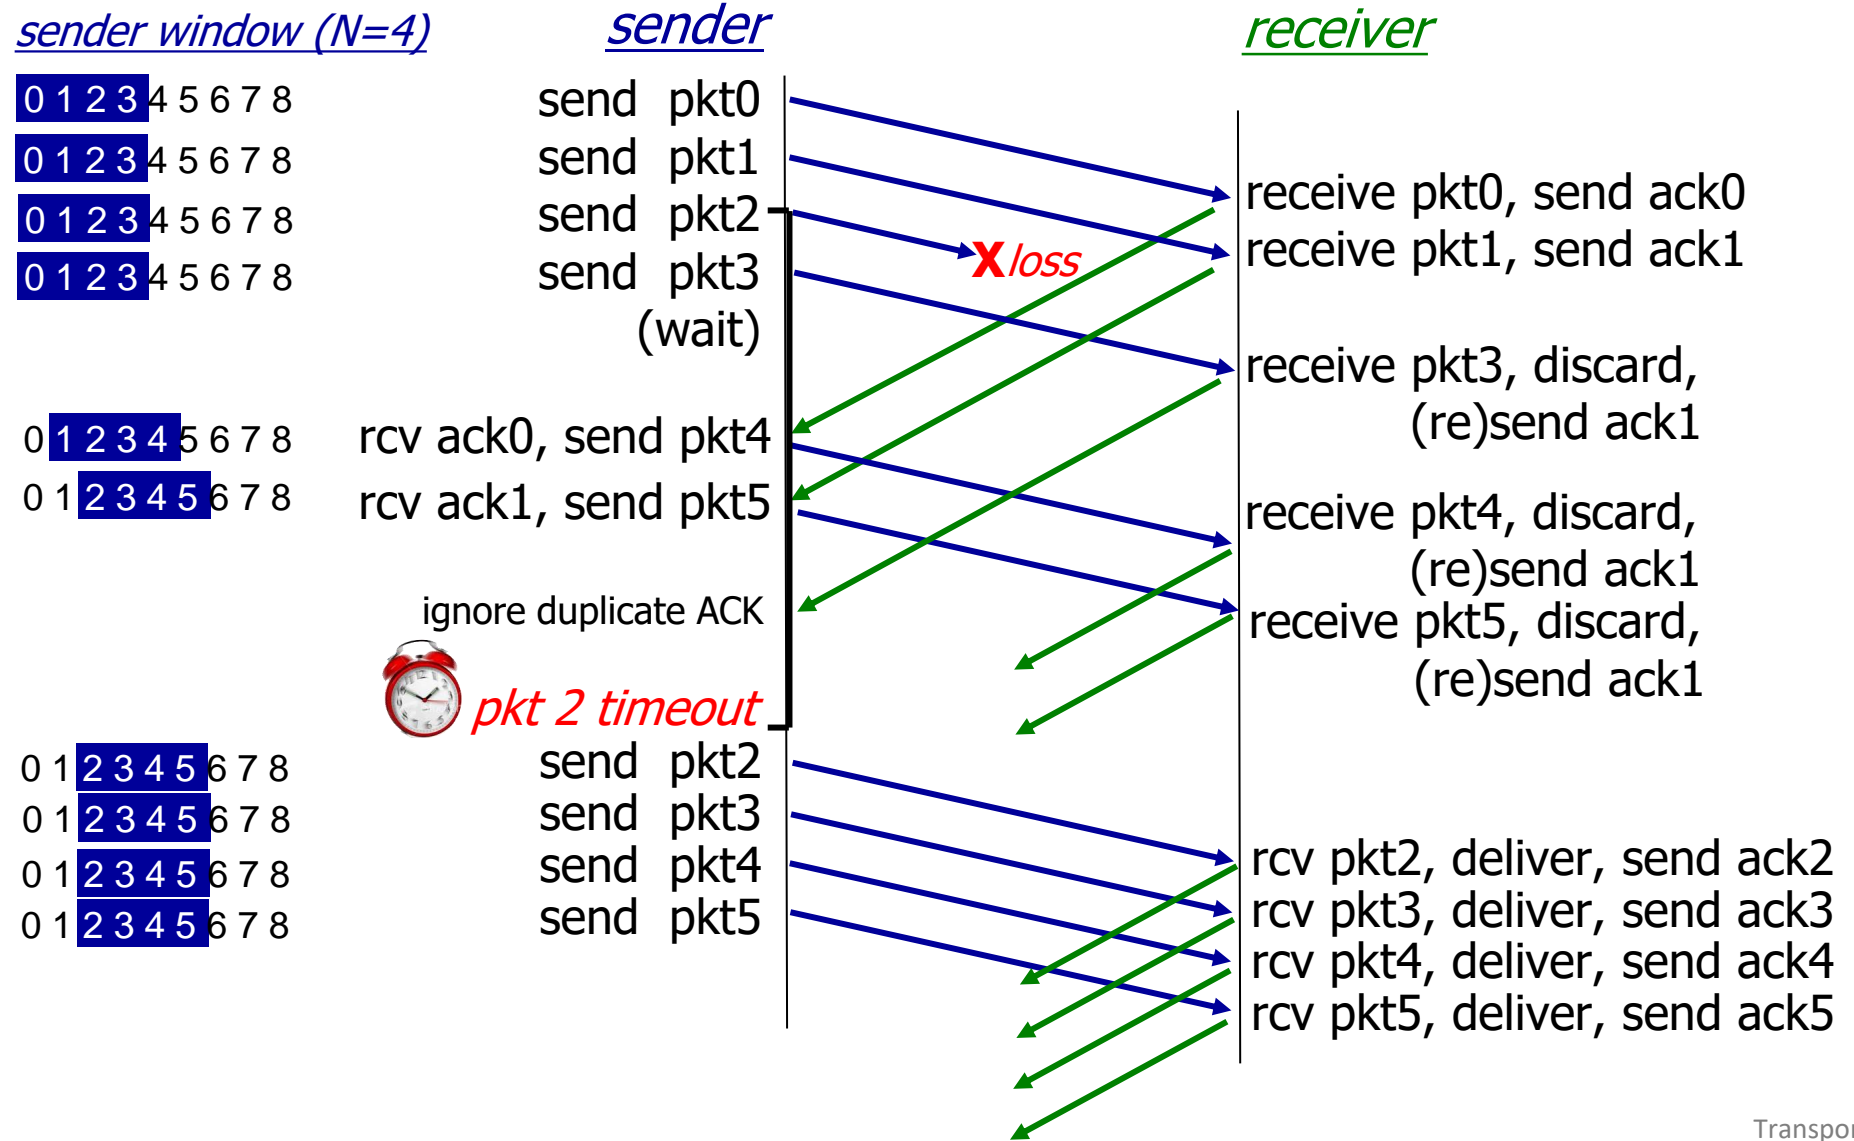 sender window (N=4) sender receiver
0 1 2 3 4 5 6 7 8 send pkt0
0 1 2 3 4 5 6 7 8 send pkt1
receive pkt0, send ack0
0 1 2 3 4 5 6 7 8 send pkt2
receive pkt1, send ack1
X loss
0 1 2 3 4 5 6 7 8 send pkt3
(wait)
receive pkt3, discard,
(re)send ack1
0 1 2 3 4 5 6 7 8 rcv ack0, send pkt4
0 1 2 3 4 5 6 7 8 rcv ack1, send pkt5
receive pkt4, discard,
(re)send ack1
ignore duplicate ACK
receive pkt5, discard,
(re)send ack1
pkt 2 timeout
0 1 2 3 4 5 6 7 8 send pkt2
0 1 2 3 4 5 6 7 8 send pkt3
0 1 2 3 4 5 6 7 8 send pkt4
rcv pkt2, deliver, send ack2
0 1 2 3 4 5 6 7 8 send pkt5
rcv pkt3, deliver, send ack3
rcv pkt4, deliver, send ack4
rcv pkt5, deliver, send ack5
Transpor